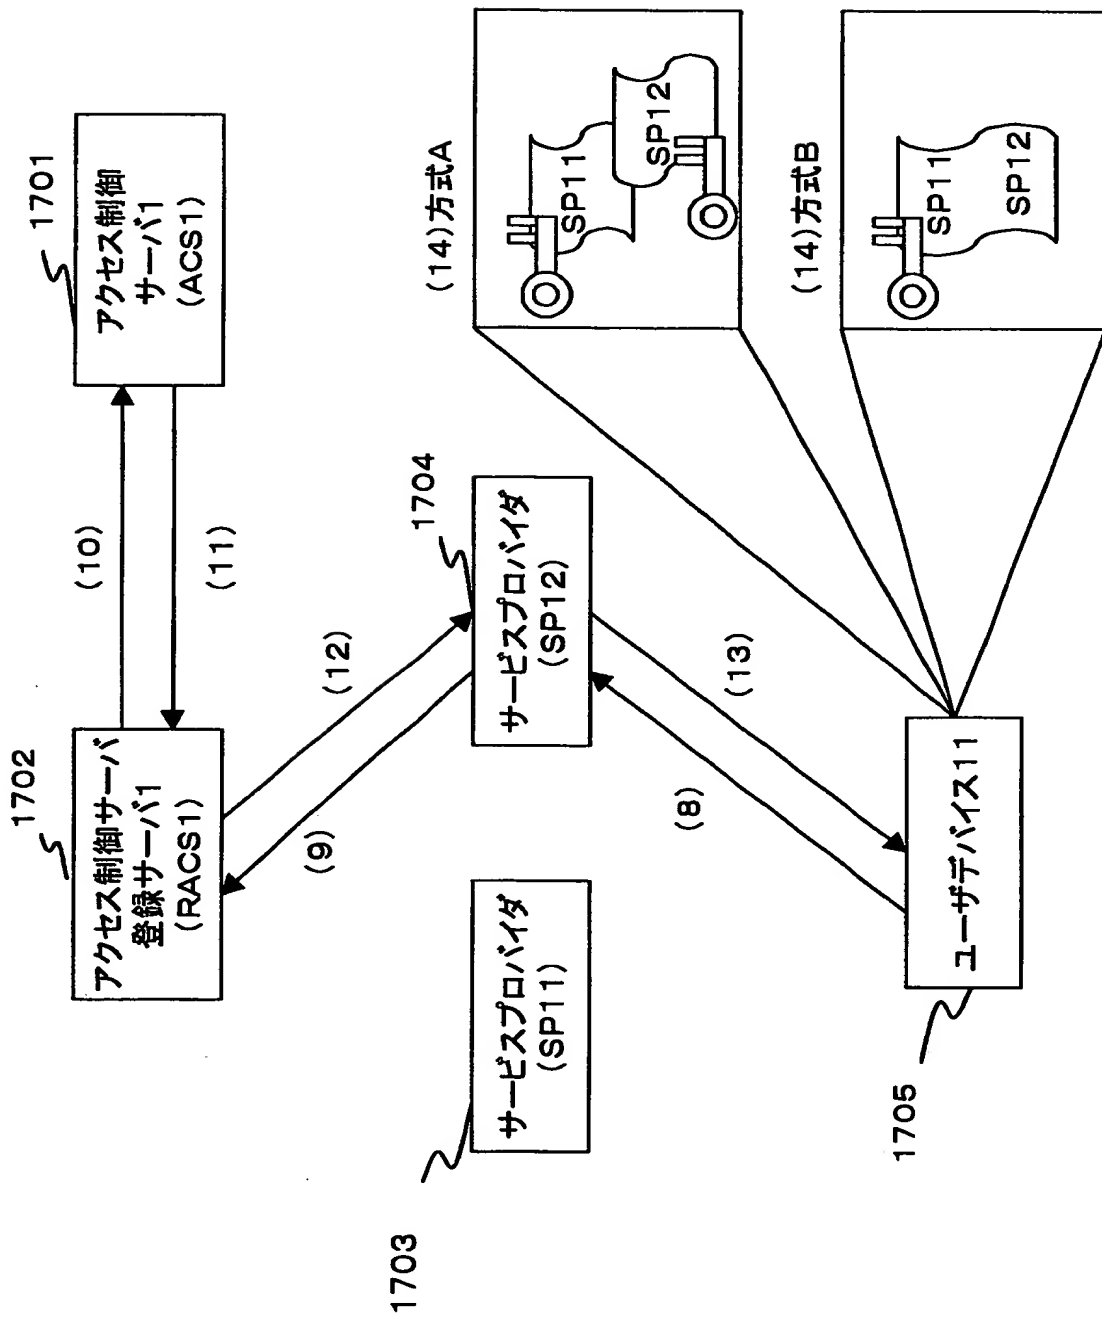 1702
アクセス制御サーバ
登録サーバ1
(RACS1)
(10)
(11)
1701
アクセス制御
サーバ1
(ACS1)
(9)
(12)
1703
サービスプロバイダ
(SP11)
1704
サービスプロバイダ
(SP12)
(8)
(13)
1705
ユーザデバイス11
(14)方式A
SP11
SP12
(14)方式B
SP11
SP12